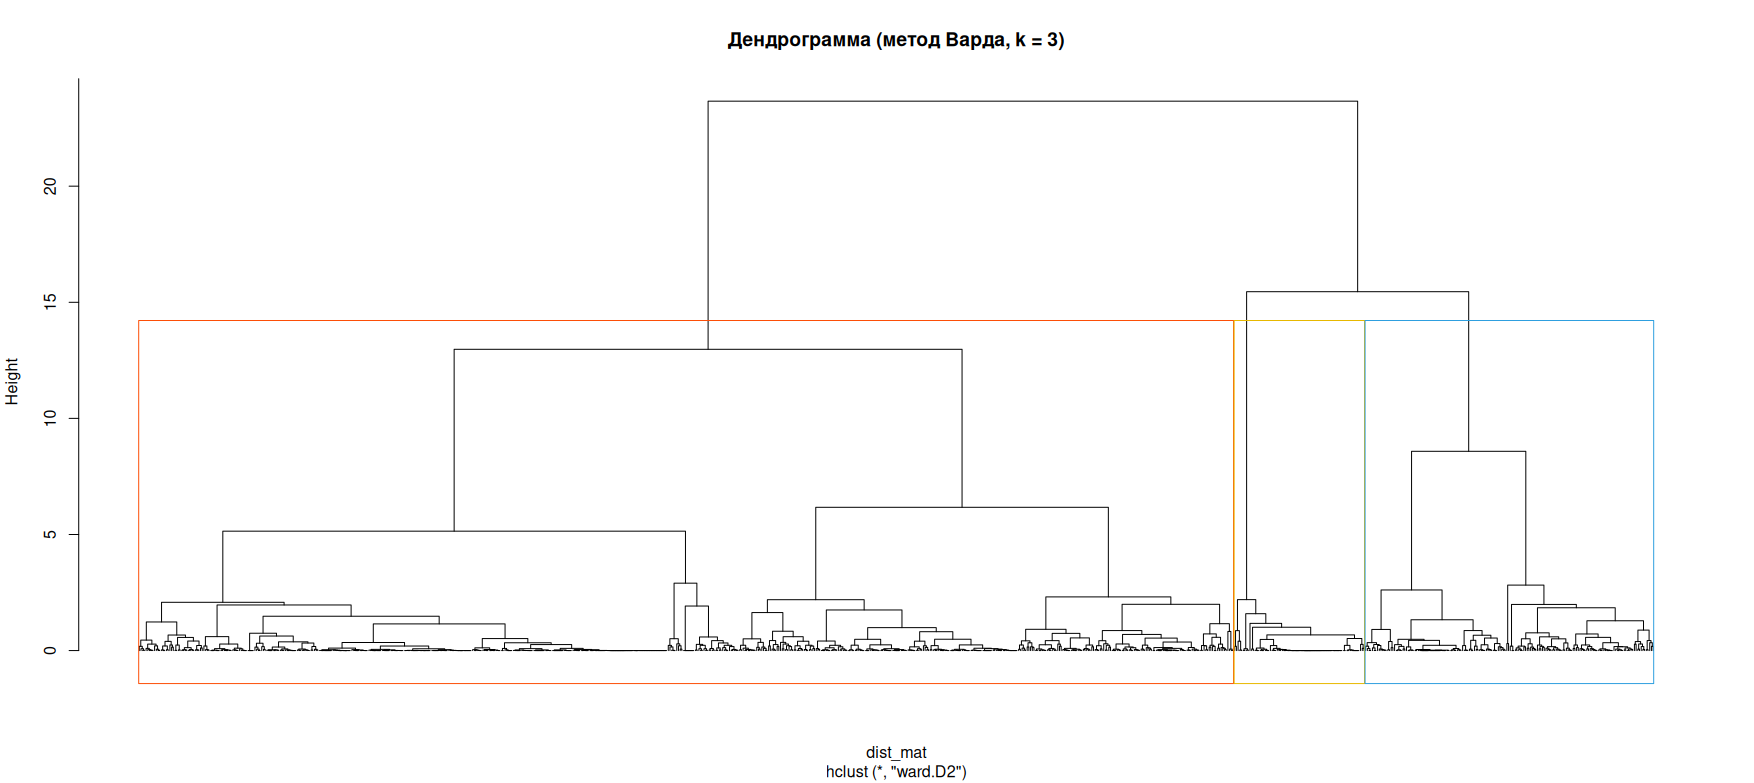 Дендрограмма (метод Варда, k = 3)
Height
20
15
10
5
0
dist_mat
hclust (*, "ward.D2")